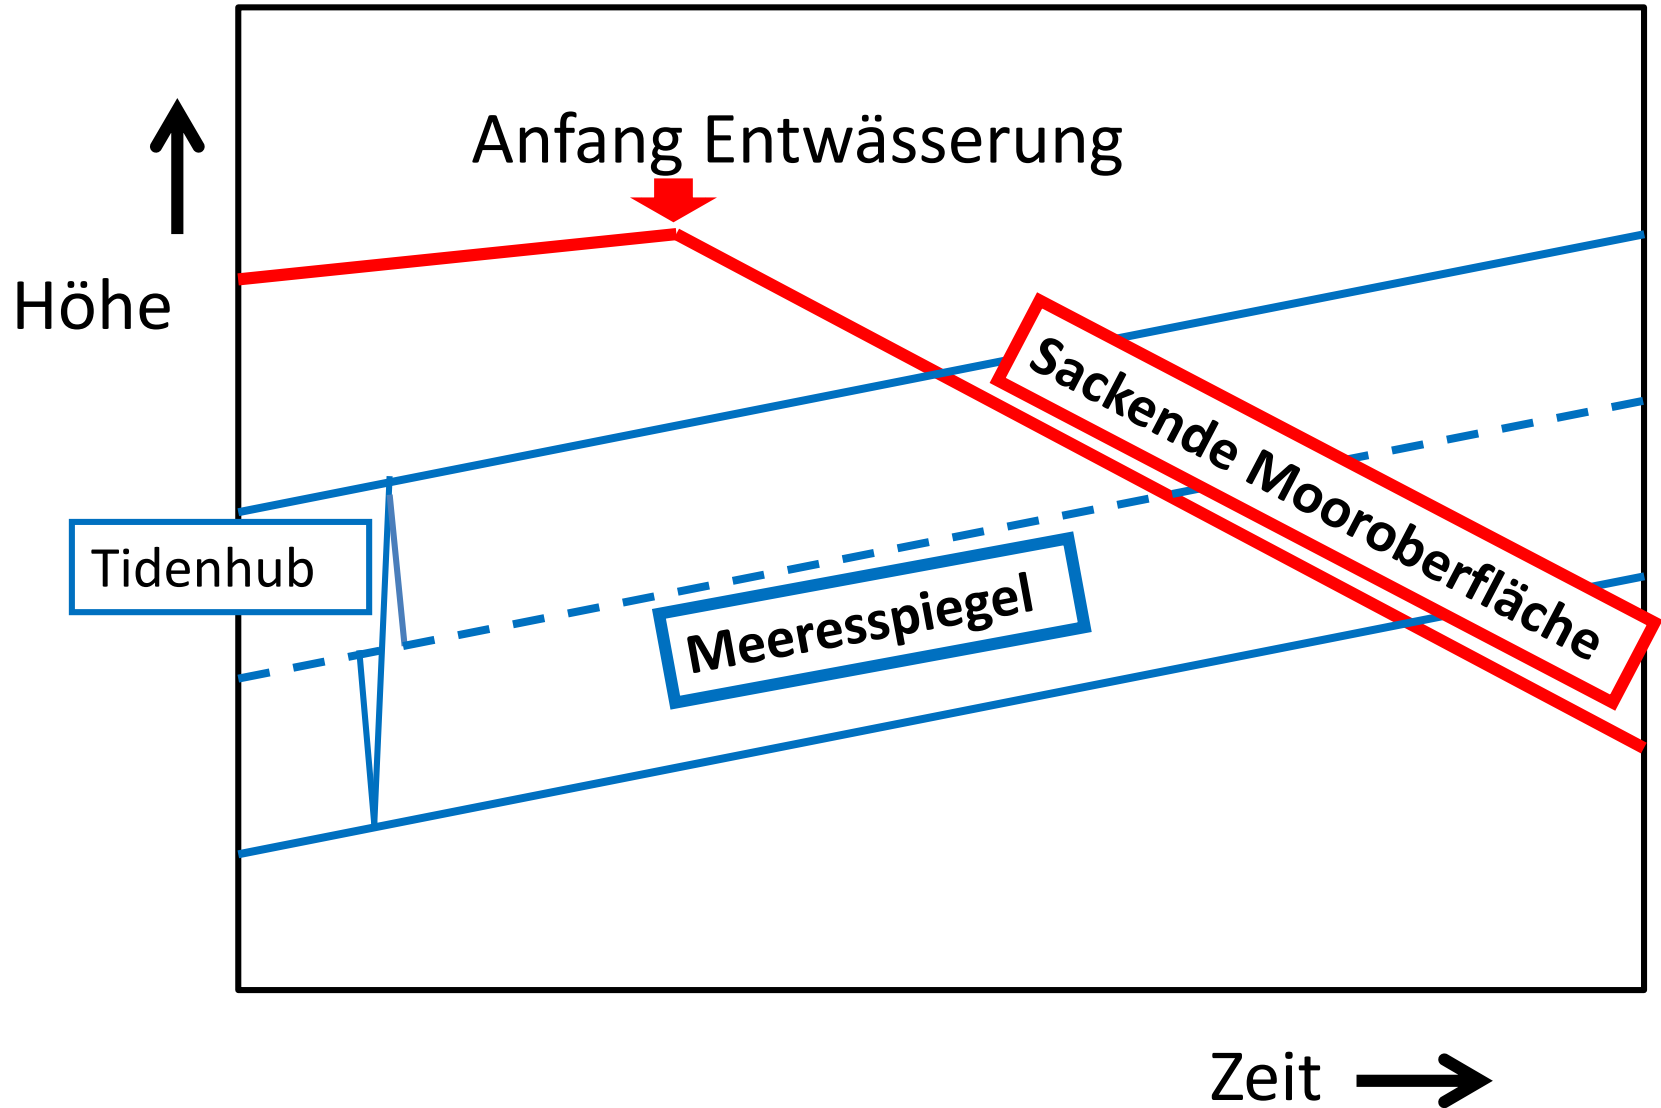 Anfang Entwässerung
Höhe
Sackende Mooroberfläche
Tidenhub
Meeresspiegel
Zeit